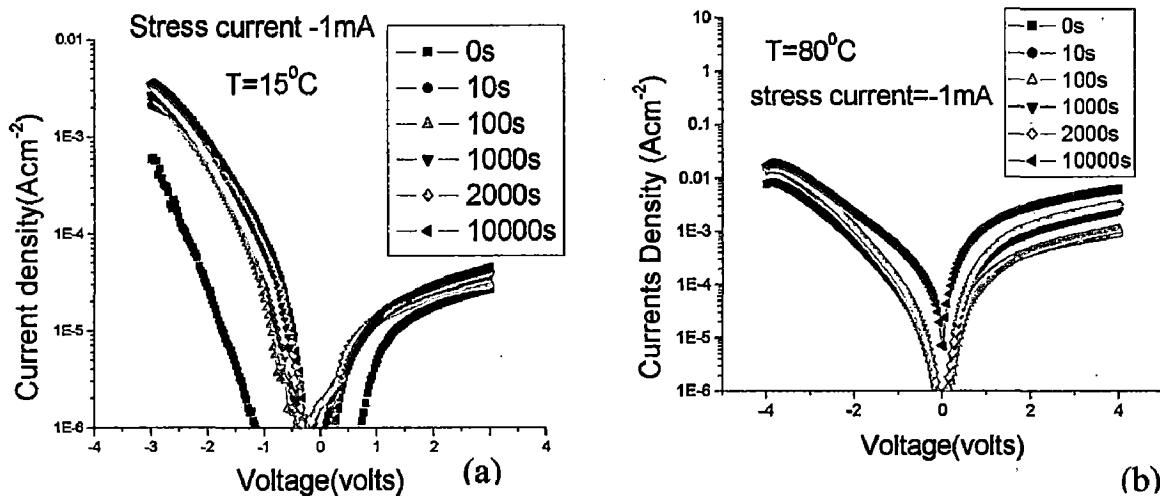 Stress current -1mA
T=15⁰C
0s
10s
100s
1000s
2000s
10000s
0.01
1E-3
1E-4
1E-5
1E-6
Current density(Acm⁻²)
-4 -3 -2 -1 0 1 2 3 4
Voltage(volts)
(a)
T=80⁰C
stress current=-1mA
0s
10s
100s
1000s
2000s
10000s
10
1
0.1
0.01
1E-3
1E-4
1E-5
1E-6
Currents Density (Acm⁻²)
-4 -2 0 2 4
Voltage(volts)
(b)